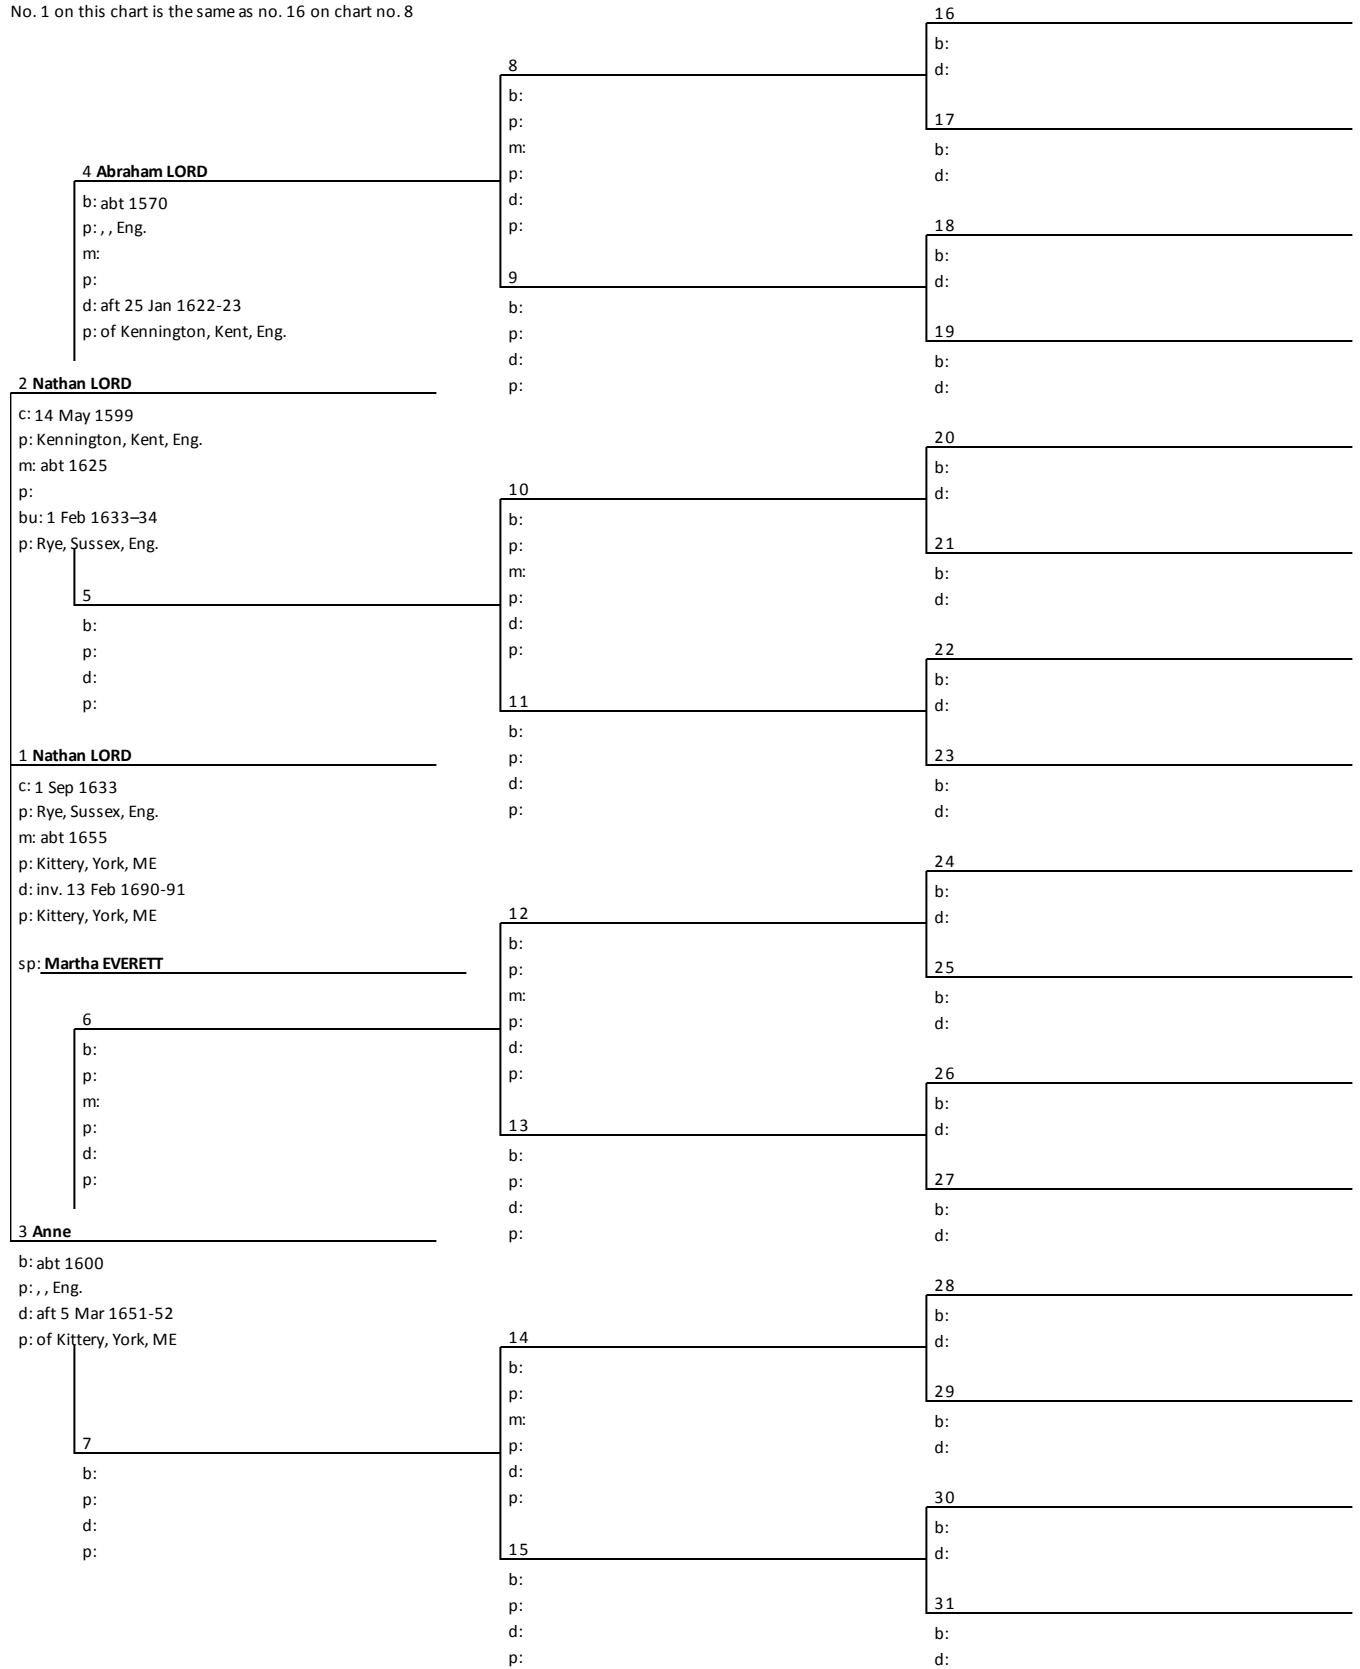 No. 1 on this chart is the same as no. 16 on chart no. 8
16
b:
d:
8
b:
p:
m:
p:
d:
p:
17
b:
d:
4 Abraham LORD
b: abt 1570
p: , , Eng.
m:
p:
d: aft 25 Jan 1622-23
p: of Kennington, Kent, Eng.
18
b:
d:
9
b:
p:
d:
p:
19
b:
d:
2 Nathan LORD
c: 14 May 1599
p: Kennington, Kent, Eng.
m: abt 1625
p:
bu: 1 Feb 1633–34
p: Rye, Sussex, Eng.
20
b:
d:
10
b:
p:
m:
p:
d:
p:
21
b:
d:
5
b:
p:
d:
p:
22
b:
d:
11
b:
p:
d:
p:
23
b:
d:
1 Nathan LORD
c: 1 Sep 1633
p: Rye, Sussex, Eng.
m: abt 1655
p: Kittery, York, ME
d: inv. 13 Feb 1690-91
p: Kittery, York, ME
sp: Martha EVERETT
24
b:
d:
12
b:
p:
m:
p:
d:
p:
25
b:
d:
6
b:
p:
m:
p:
d:
p:
26
b:
d:
13
b:
p:
d:
p:
27
b:
d:
3 Anne
b: abt 1600
p: , , Eng.
d: aft 5 Mar 1651-52
p: of Kittery, York, ME
28
b:
d:
14
b:
p:
m:
p:
d:
p:
29
b:
d:
7
b:
p:
d:
p:
30
b:
d:
15
b:
p:
d:
p:
31
b:
d: